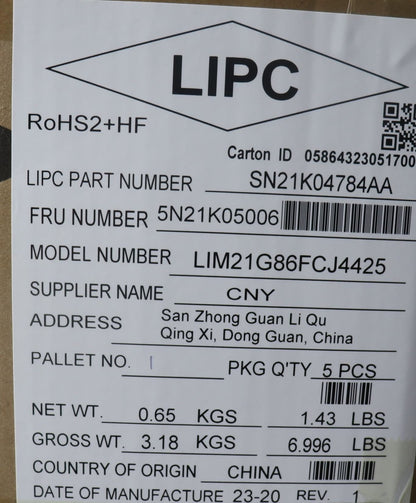 LIPC
RoHS2+HF
Carton ID 05864323051700
LIPC PART NUMBER SN21K04784AA
FRU NUMBER 5N21K05006
MODEL NUMBER LIM21G86FCJ4425
SUPPLIER NAME CNY
ADDRESS San Zhong Guan Li Qu
Qing Xi, Dong Guan, China
PALLET NO. 1 PKG Q'TY 5 PCS
NET WT. 0.65 KGS 1.43 LBS
GROSS WT. 3.18 KGS 6.996 LBS
COUNTRY OF ORIGIN CHINA
DATE OF MANUFACTURE 23-20 REV. 1